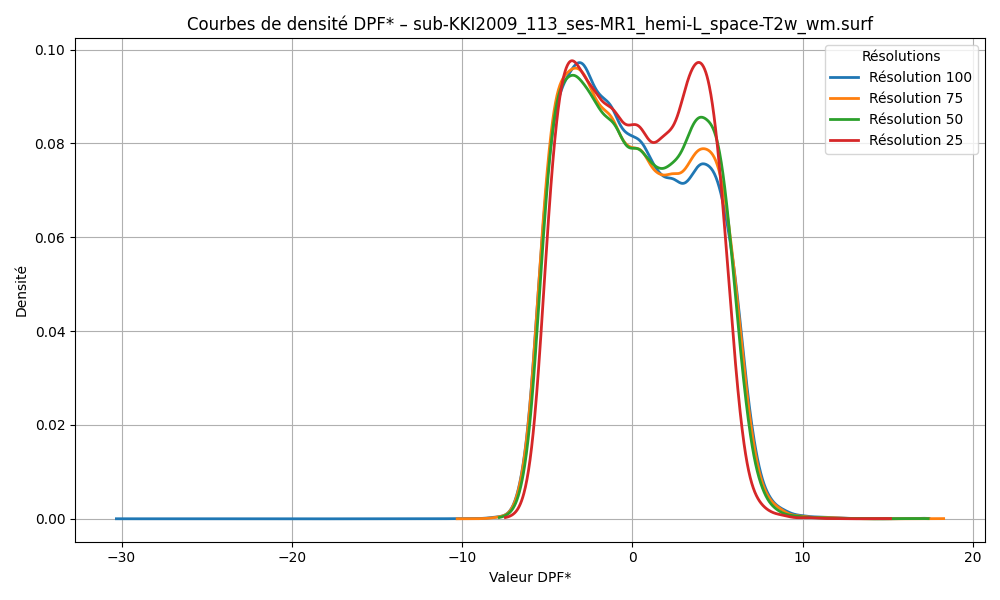 Courbes de densité DPF* – sub-KKI2009_113_ses-MR1_hemi-L_space-T2w_wm.surf
Résolutions
Résolution 100
Résolution 75
Résolution 50
Résolution 25
Densité
0.10
0.08
0.06
0.04
0.02
0.00
−30
−20
−10
0
10
20
Valeur DPF*